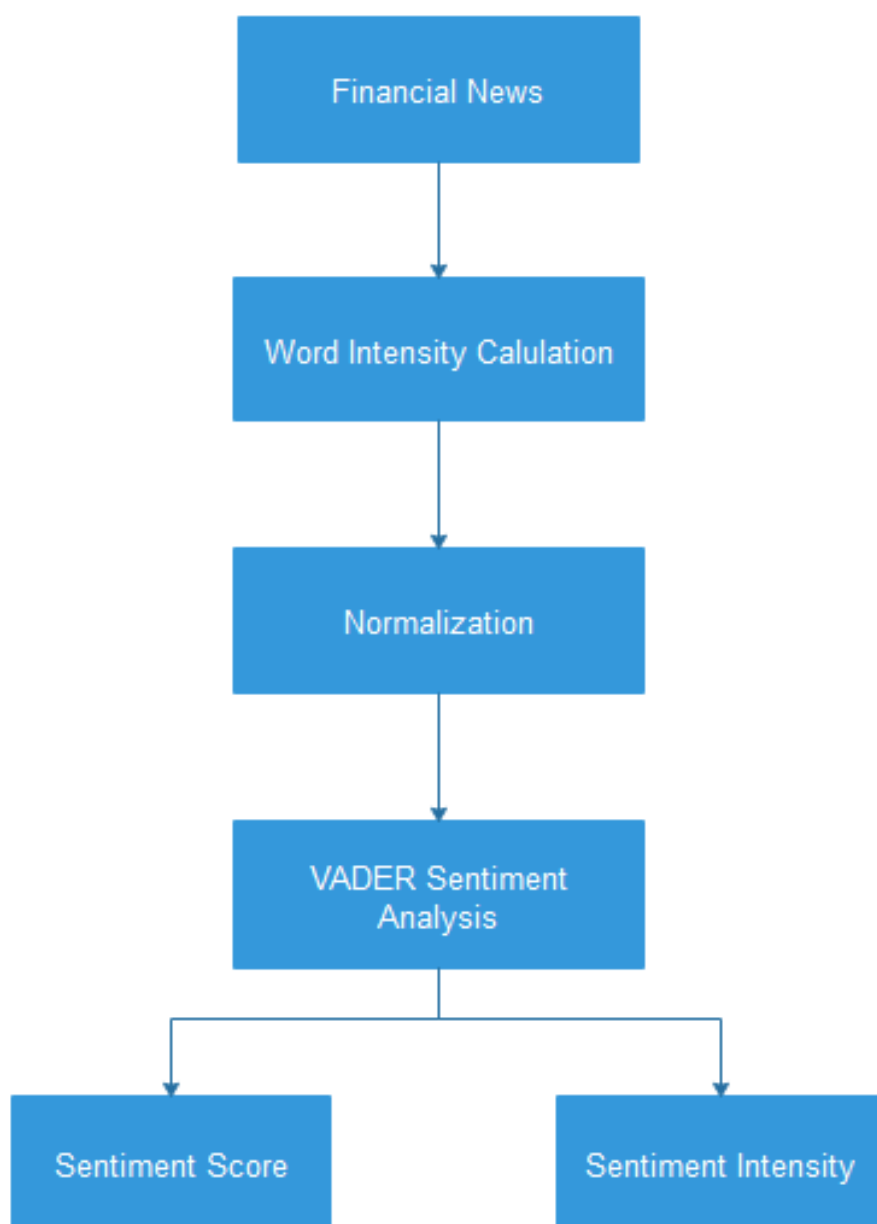 Financial News
Word Intensity Calulation
Normalization
VADER Sentiment
Analysis
Sentiment Score
Sentiment Intensity